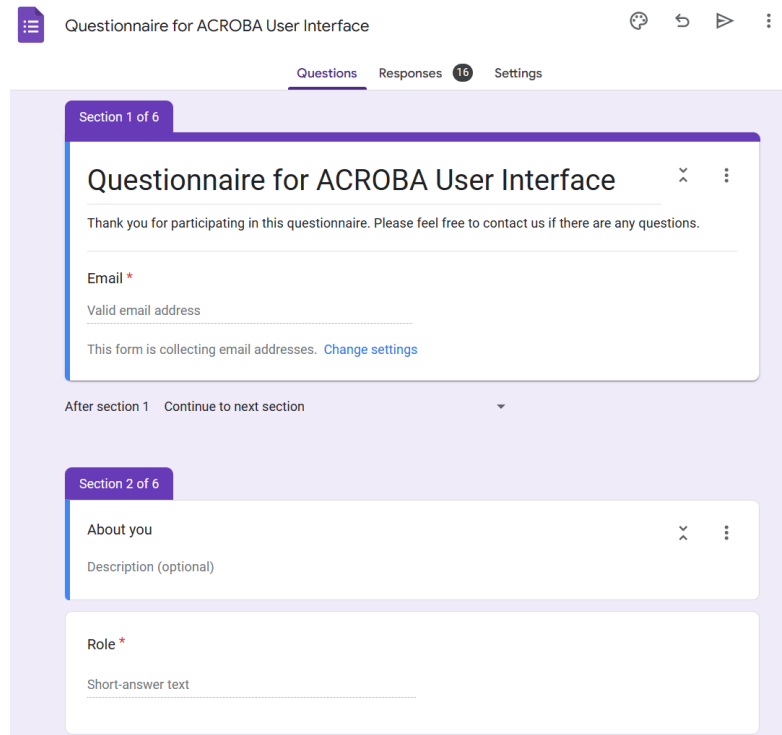 Questionnaire for ACROBA User Interface
Questions Responses 16 Settings
Section 1 of 6
Questionnaire for ACROBA User Interface
Thank you for participating in this questionnaire. Please feel free to contact us if there are any questions.
Email *
Valid email address
This form is collecting email addresses. Change settings
After section 1 Continue to next section
Section 2 of 6
About you
Description (optional)
Role *
Short-answer text